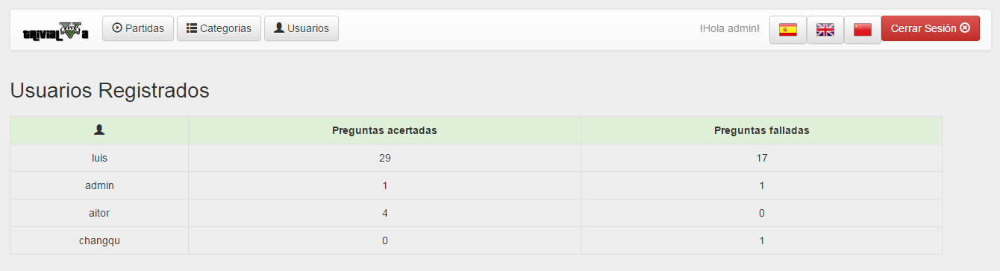 TRIVIAL V a Partidas Categorias Usuarios !Hola admin! Cerrar Sesión
Usuarios Registrados
Preguntas acertadas Preguntas falladas
luis 29 17
admin 1 1
aitor 4 0
changqu 0 1